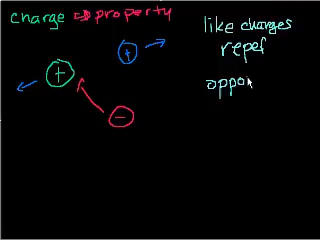 charge => property
like charges
repel
oppo
+
+
-